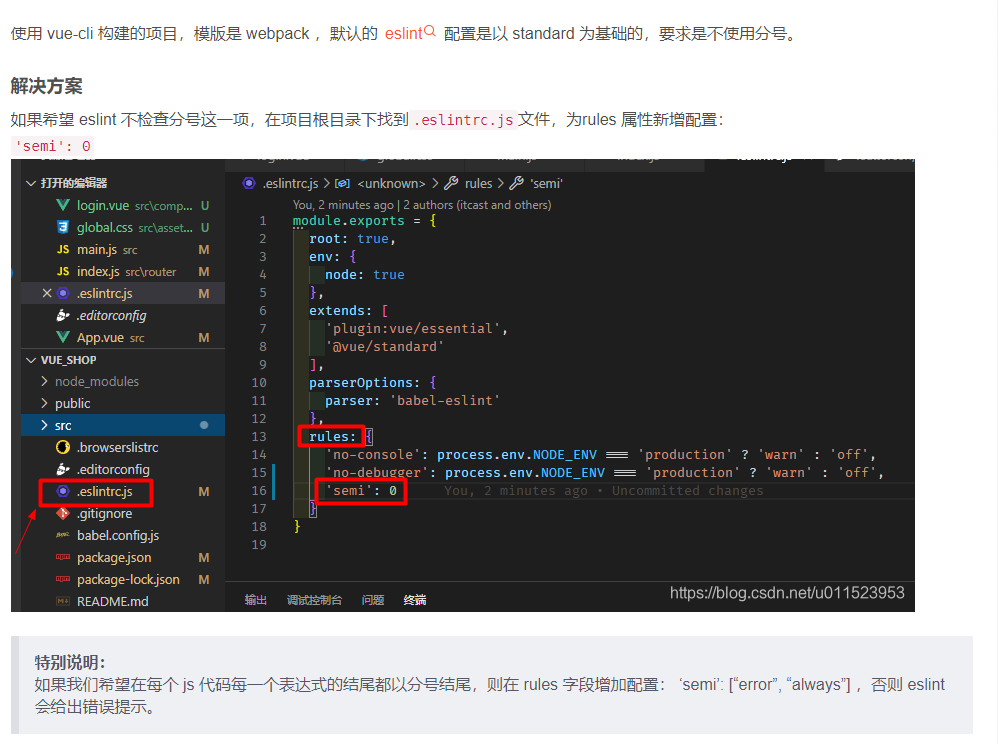 使用 vue-cli 构建的项目，模版是 webpack ，默认的 eslint 配置是以 standard 为基础的，要求是不使用分号。
解决方案
如果希望 eslint 不检查分号这一项，在项目根目录下找到 .eslintrc.js 文件，为rules 属性新增配置：
'semi': 0
打开的编辑器
login.vue src\comp... U
global.css src\asset... U
main.js src M
index.js src\router M
.eslintrc.js M
.editorconfig
App.vue src M
VUE_SHOP
node_modules
public
src
.browserslistrc
.editorconfig
.eslintrc.js M
.gitignore
babel.config.js
package.json M
package-lock.json M
README.md
.eslintrc.js > <unknown> > rules > 'semi'
You, 2 minutes ago | 2 authors (itcast and others)
1 module.exports = {
2 root: true,
3 env: {
4 node: true
5 },
6 extends: [
7 'plugin:vue/essential',
8 '@vue/standard'
9 ],
10 parserOptions: {
11 parser: 'babel-eslint'
12 },
13 rules: {
14 'no-console': process.env.NODE_ENV === 'production' ? 'warn' : 'off',
15 'no-debugger': process.env.NODE_ENV === 'production' ? 'warn' : 'off',
16 'semi': 0 You, 2 minutes ago • Uncommitted changes
17 }
18 }
19
输出 调试控制台 问题 终端
https://blog.csdn.net/u011523953
特别说明：
如果我们希望在每个 js 代码每一个表达式的结尾都以分号结尾，则在 rules 字段增加配置： ‘semi’: [“error”, “always”] ，否则 eslint
会给出错误提示。